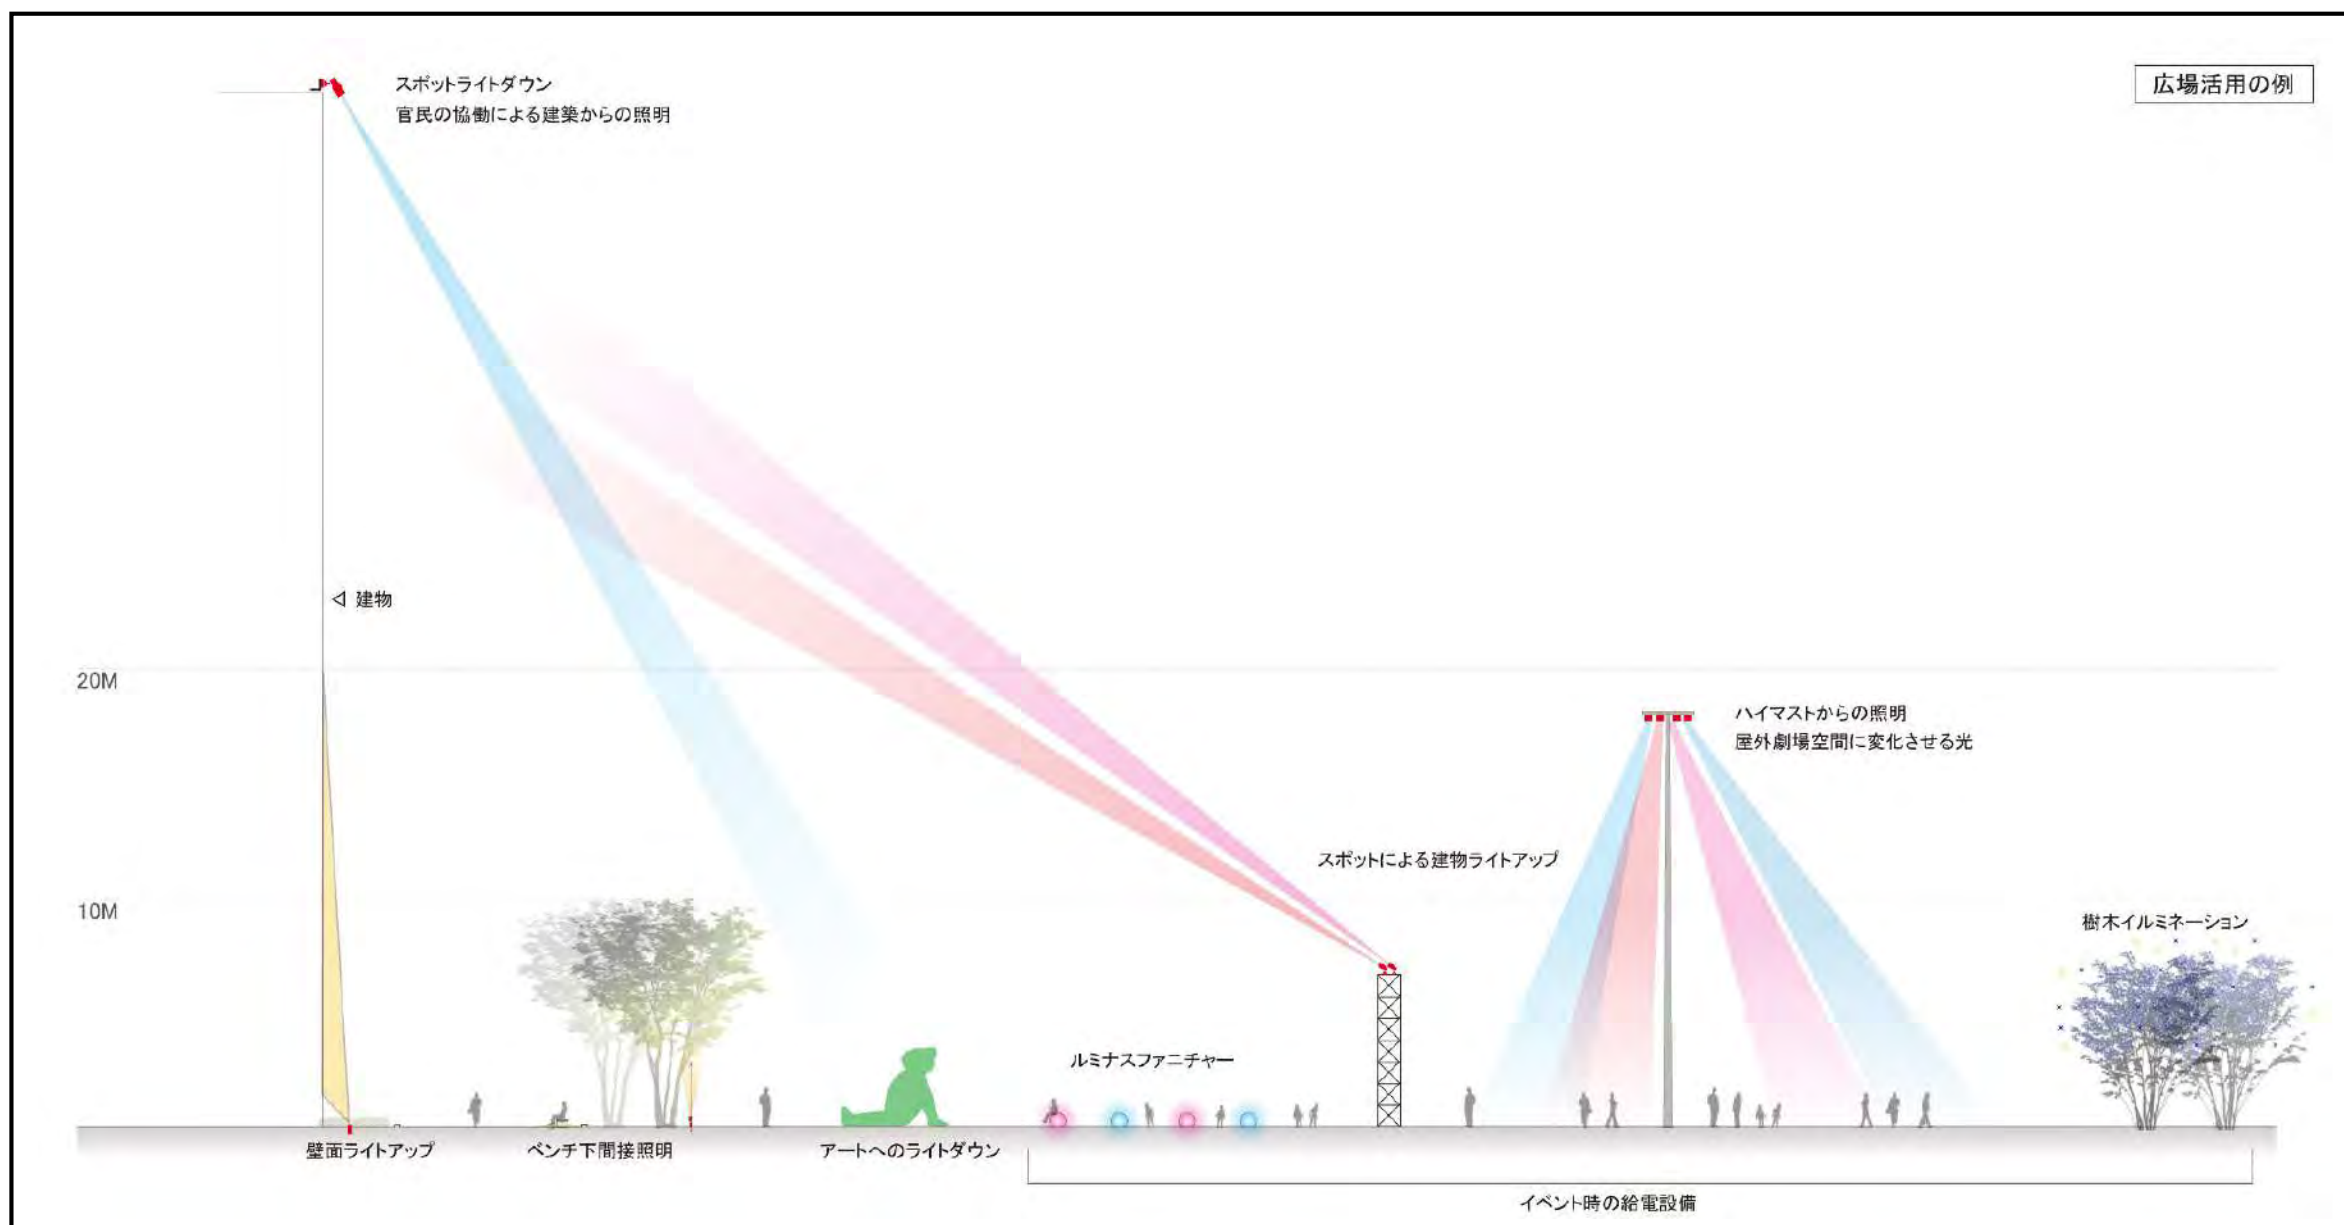 スポットライトダウン
官民の協働による建築からの照明
広場活用の例
◁ 建物
20M
ハイマストからの照明
屋外劇場空間に変化させる光
スポットによる建物ライトアップ
10M
樹木イルミネーション
ルミナスファニチャー
壁面ライトアップ
ベンチ下間接照明
アートへのライトダウン
イベント時の給電設備